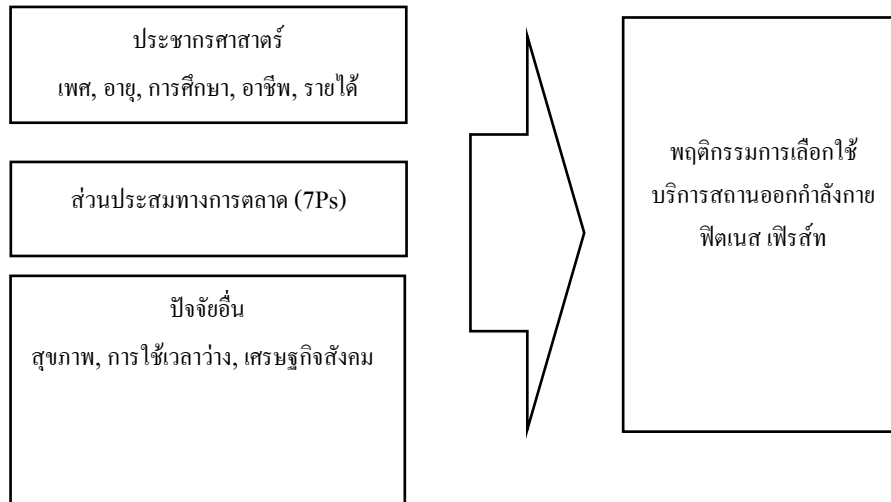 ประชากรศาสาตร์
เพศ, อายุ, การศึกษา, อาชีพ, รายได้
ส่วนประสมทางการตลาด (7Ps)
ปัจจัยอื่น
สุขภาพ, การใช้เวลาว่าง, เศรษฐกิจสังคม
พฤติกรรมการเลือกใช้
บริการสถานออกกำลังกาย
ฟิตเนส เฟิรส์ท